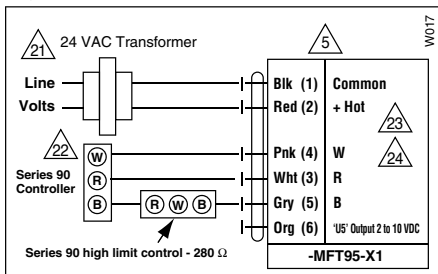 21 24 VAC Transformer
5
W017
Line
Volts
Blk (1) Common
Red (2) + Hot
23
22
24
Series 90
Controller
W
R
B
Pnk (4) W
Wht (3) R
Gry (5) B
R W B
Org (6) 'U5' Output 2 to 10 VDC
Series 90 high limit control - 280 Ω
-MFT95-X1